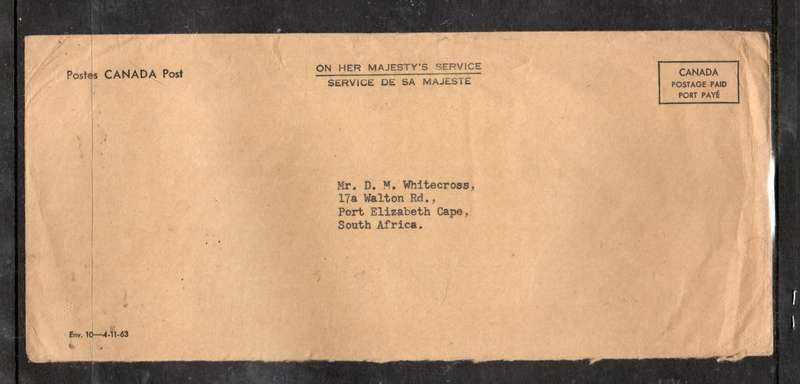 Postes CANADA Post
ON HER MAJESTY'S SERVICE
SERVICE DE SA MAJESTÉ
CANADA
POSTAGE PAID
PORT PAYÉ
Mr. D. M. Whitecross,
17a Walton Rd.,
Port Elizabeth Cape,
South Africa.
Env. 10—4-11-63